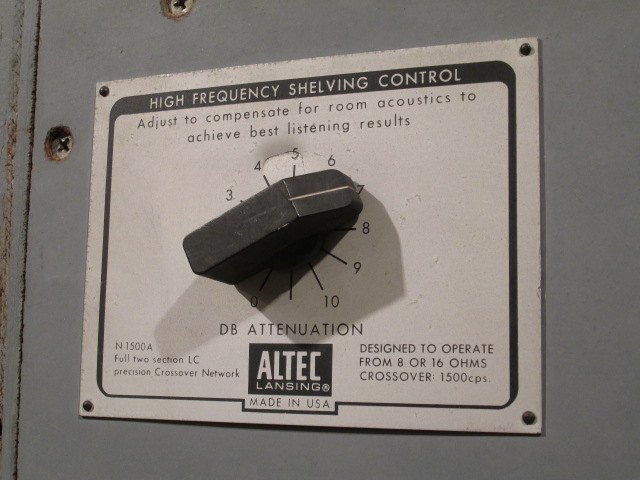 HIGH FREQUENCY SHELVING CONTROL
Adjust to compensate for room acoustics to
achieve best listening results
3
4
5
6
7
8
9
10
0
DB ATTENUATION
N-1500A
Full two section LC
precision Crossover Network
ALTEC
LANSING®
MADE IN USA
DESIGNED TO OPERATE
FROM 8 OR 16 OHMS
CROSSOVER: 1500cps.